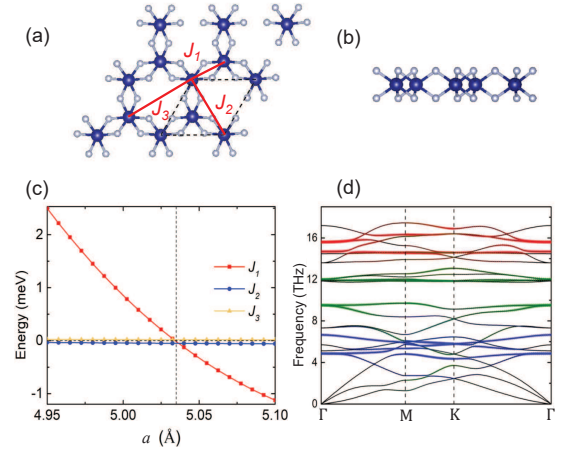 (a)
(b)
J1
J2
J3
(c)
(d)
Energy (meV)
2
1
0
-1
J1
J2
J3
4.95
5.00
5.05
5.10
a (Å)
Frequency (THz)
16
12
8
4
0
Γ
M
K
Γ